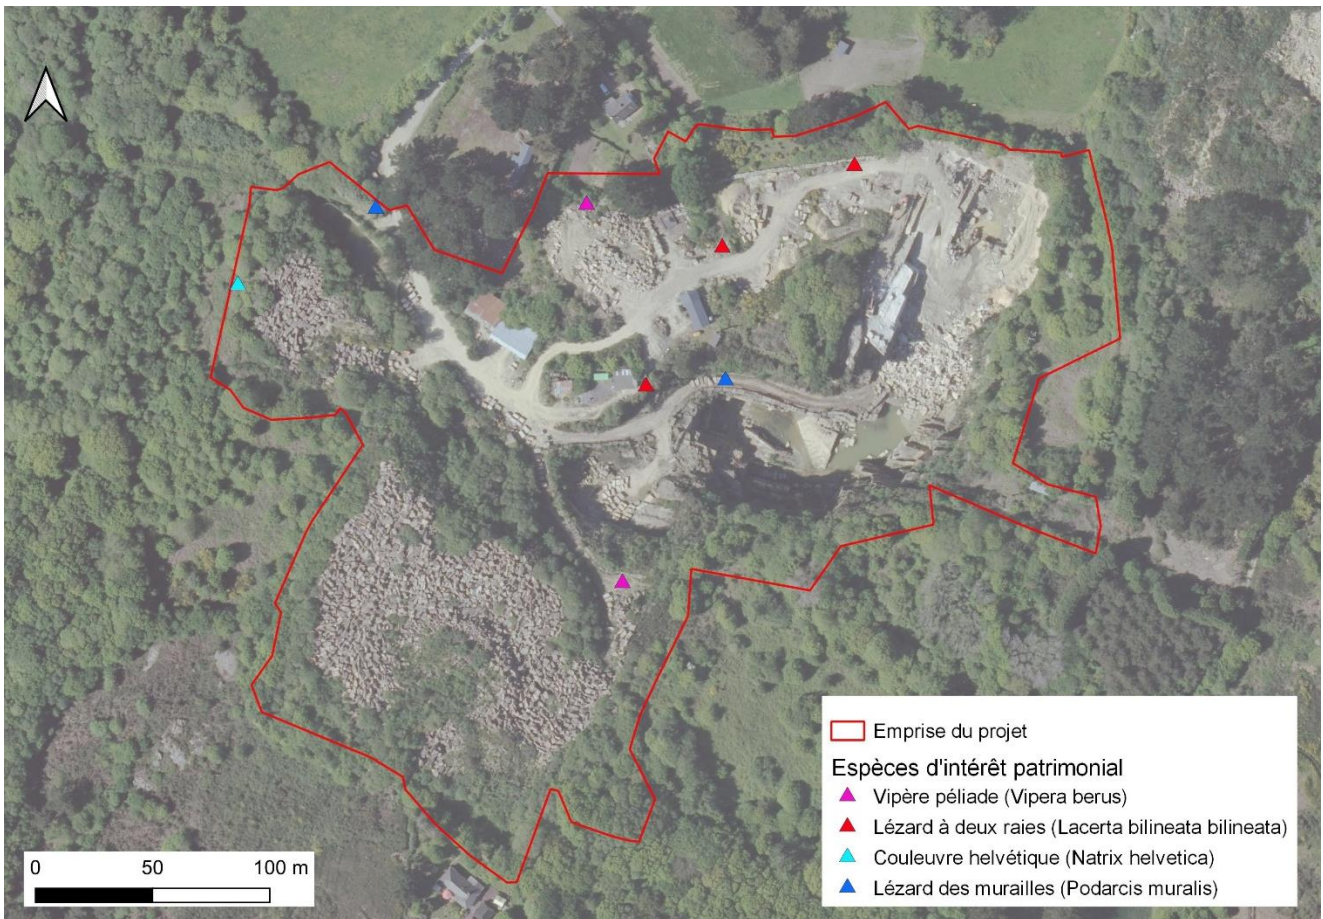 Emprise du projet
Espèces d'intérêt patrimonial
Vipère péliade (Vipera berus)
Lézard à deux raies (Lacerta bilineata bilineata)
Couleuvre helvétique (Natrix helvetica)
Lézard des murailles (Podarcis muralis)
0 50 100 m